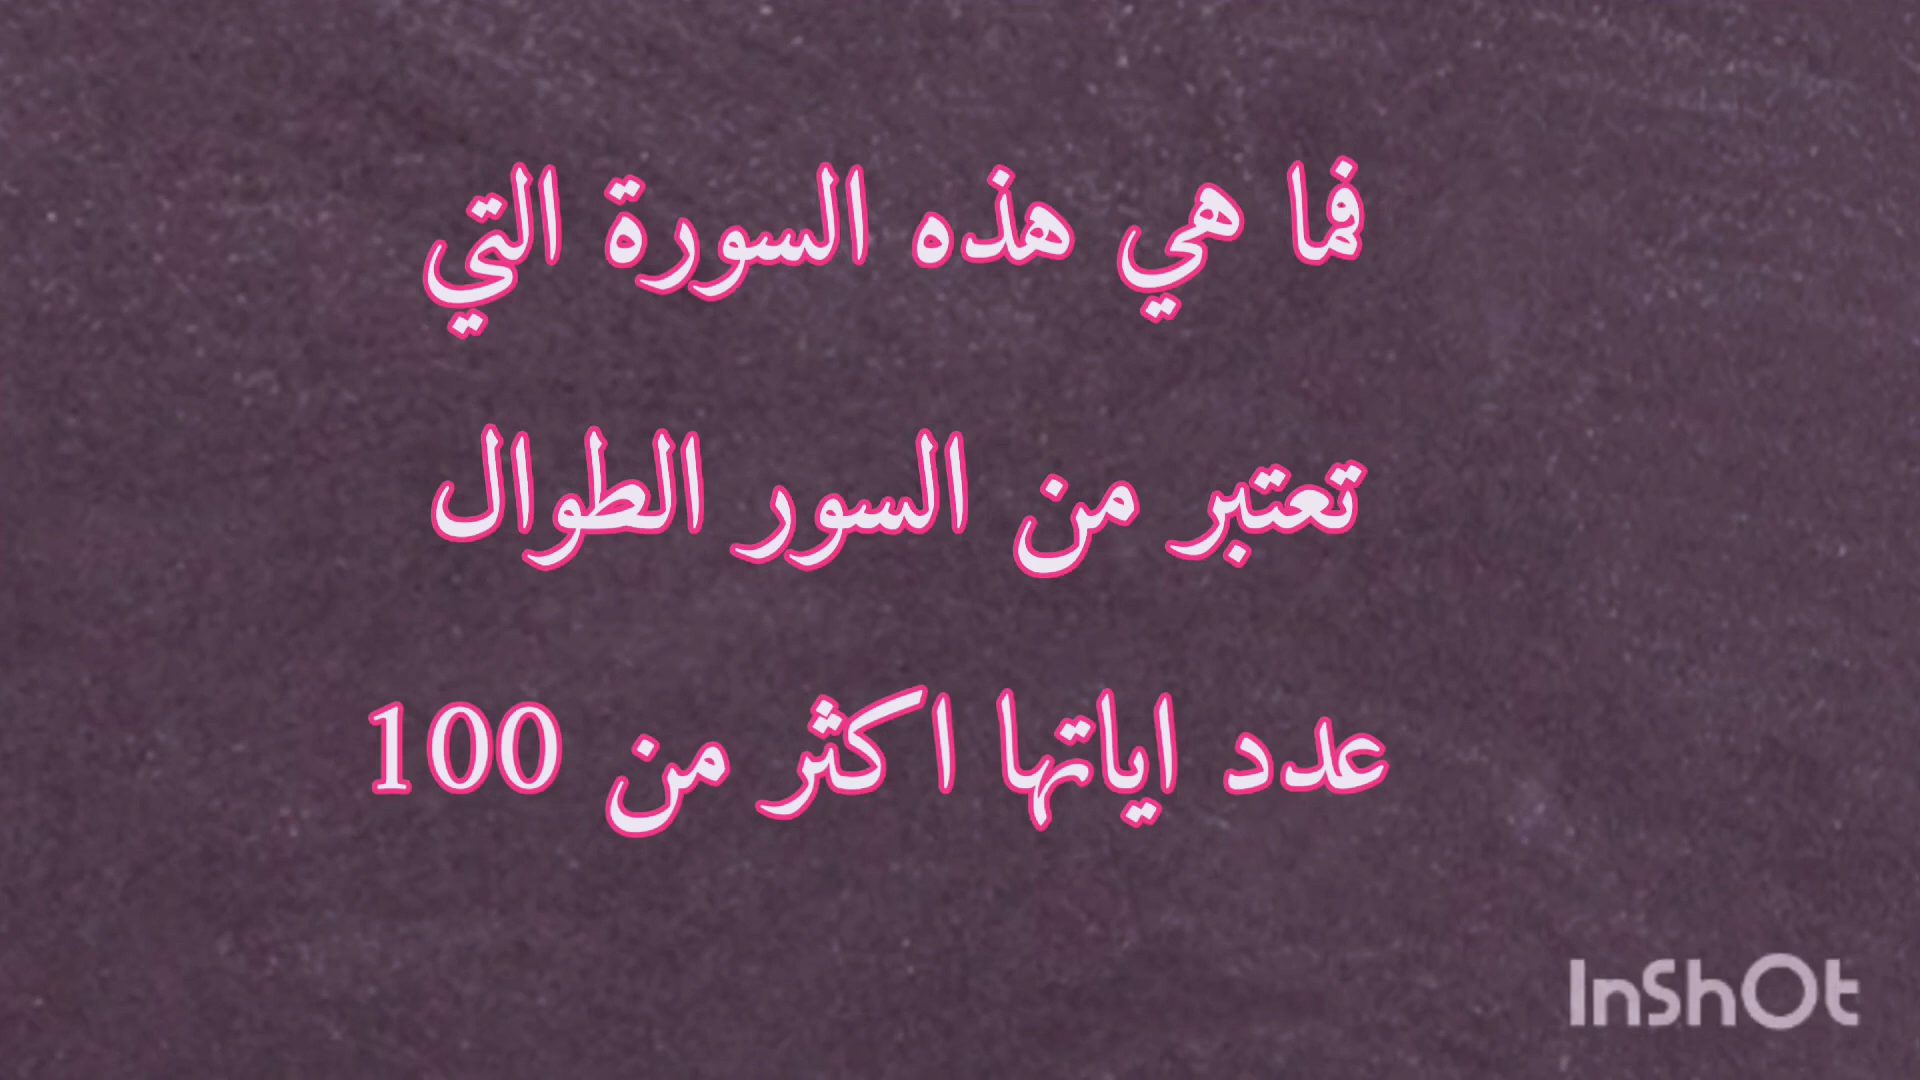 فما هي هذه السورة التي
تعتبر من السور الطوال
عدد اياتها اكثر من 100
InShOt